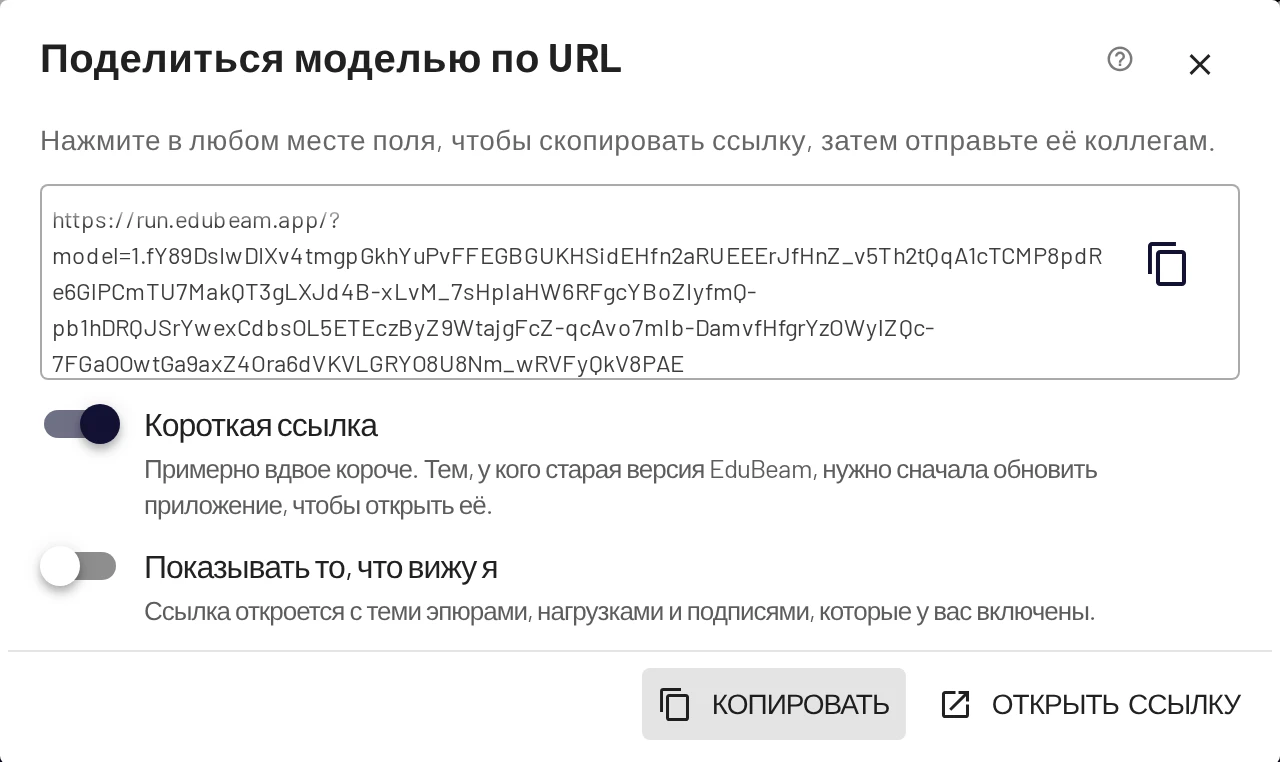 Поделиться моделью по URL
Нажмите в любом месте поля, чтобы скопировать ссылку, затем отправьте её коллегам.
https://run.edubeam.app/?
model=1.fY89DsIwDIXv4tmgpGkhYuPvFFEGBGUKHSidEHfn2aRUEEErJfHnZ_v5Th2tQqA1cTCMP8pdR
e6GIPCmTU7MakQT3gLXJd4B-xLvM_7sHpIaHW6RFgcYBoZIyfmQ-
pb1hDRQJSrYwexCdbsOL5ETEczByZ9WtajgFcZ-qcAvo7mIb-DamvfHfgrYzOWyIZQc-
7FGaO0wtGa9axZ4Ora6dVKVLGRYO8U8Nm_wRVFyQkV8PAE
Короткая ссылка
Примерно вдвое короче. Тем, у кого старая версия EduBeam, нужно сначала обновить
приложение, чтобы открыть её.
Показывать то, что вижу я
Ссылка откроется с теми эпюрами, нагрузками и подписями, которые у вас включены.
КОПИРОВАТЬ
ОТКРЫТЬ ССЫЛКУ